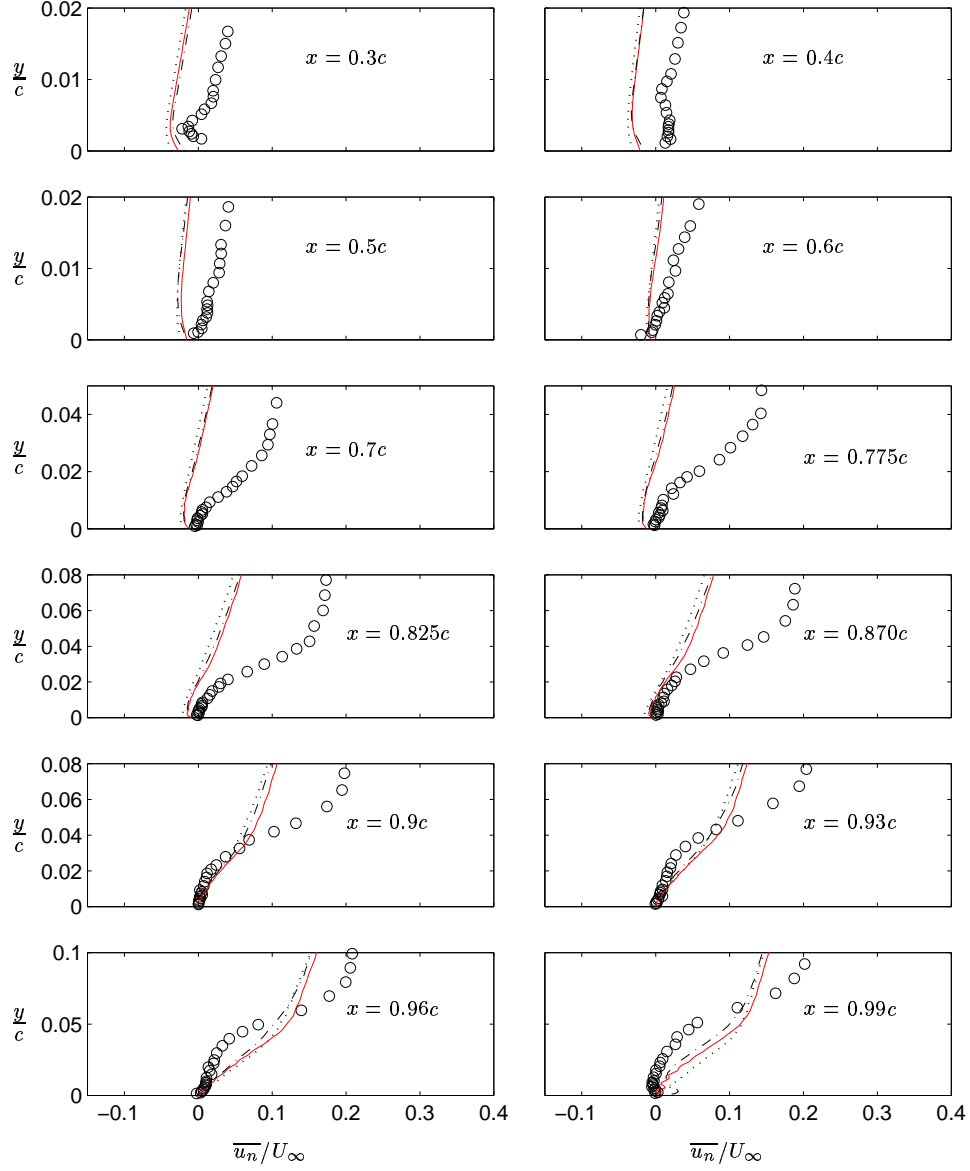 0.02
0.01
0
y/c
x = 0.3c
x = 0.4c
0.02
0.01
0
y/c
x = 0.5c
x = 0.6c
0.04
0.02
0
y/c
x = 0.7c
x = 0.775c
0.08
0.06
0.04
0.02
0
y/c
x = 0.825c
x = 0.870c
0.08
0.06
0.04
0.02
0
y/c
x = 0.9c
x = 0.93c
0.1
0.05
0
y/c
x = 0.96c
x = 0.99c
−0.1 0 0.1 0.2 0.3 0.4
−0.1 0 0.1 0.2 0.3 0.4
u̅ₙ/U∞
u̅ₙ/U∞